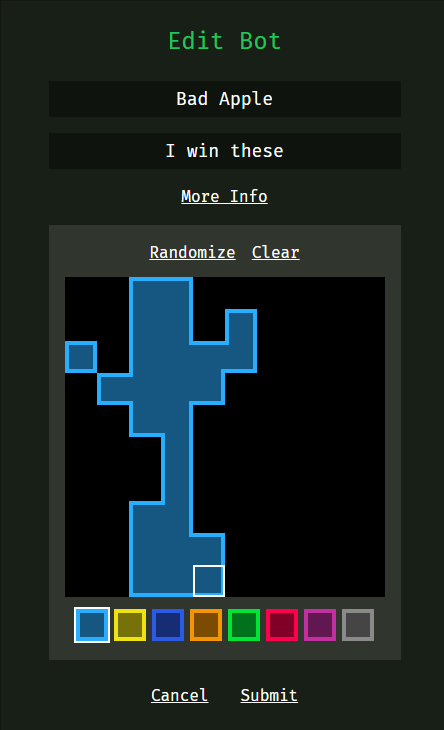 Edit Bot
Bad Apple
I win these
More Info
Randomize Clear
Cancel Submit